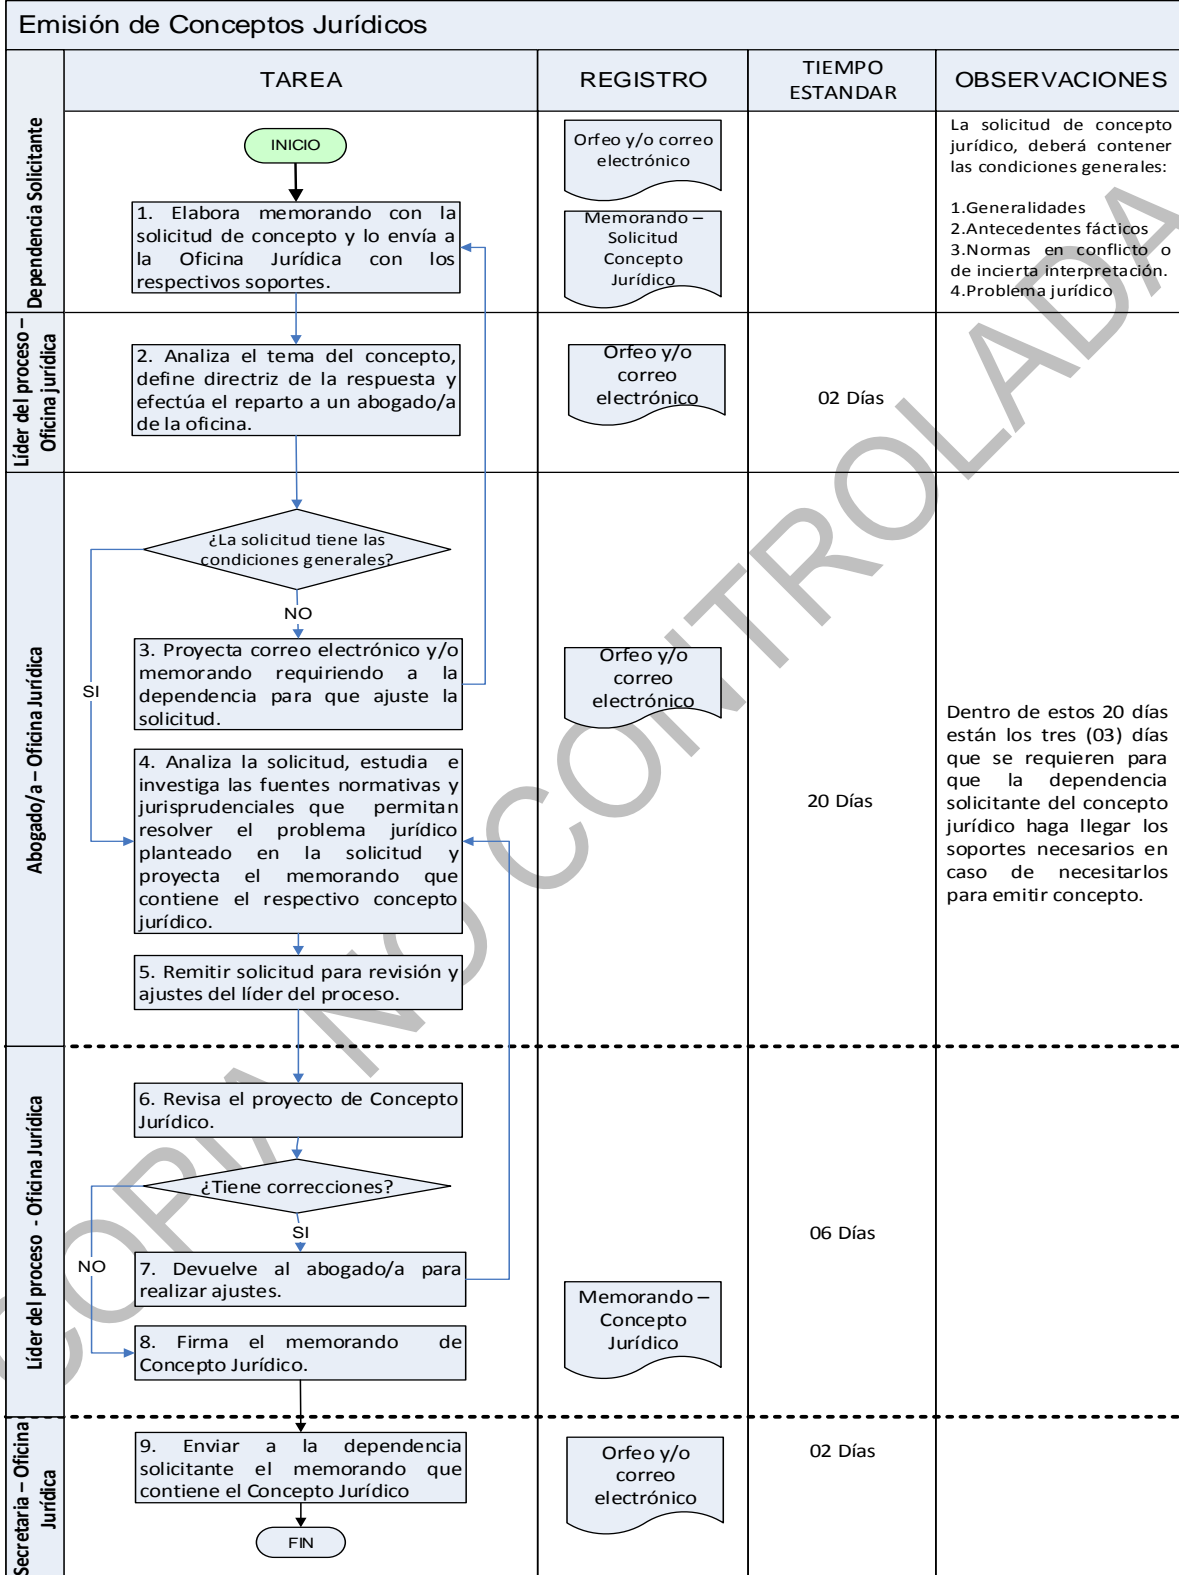 Emisión de Conceptos Jurídicos
TAREA
REGISTRO
TIEMPO
ESTANDAR
OBSERVACIONES
Dependencia Solicitante
INICIO
1. Elabora memorando con la
solicitud de concepto y lo envía a
la Oficina Jurídica con los
respectivos soportes.
Orfeo y/o correo
electrónico
Memorando –
Solicitud
Concepto
Jurídico
La solicitud de concepto
jurídico, deberá contener
las condiciones generales:
1.Generalidades
2.Antecedentes fácticos
3.Normas en conflicto o
de incierta interpretación.
4.Problema jurídico
Líder del proceso –
Oficina jurídica
2. Analiza el tema del concepto,
define directriz de la respuesta y
efectúa el reparto a un abogado/a
de la oficina.
Orfeo y/o
correo
electrónico
02 Días
Abogado/a – Oficina Jurídica
¿La solicitud tiene las
condiciones generales?
NO
SI
3. Proyecta correo electrónico y/o
memorando requiriendo a la
dependencia para que ajuste la
solicitud.
4. Analiza la solicitud, estudia e
investiga las fuentes normativas y
jurisprudenciales que permitan
resolver el problema jurídico
planteado en la solicitud y
proyecta el memorando que
contiene el respectivo concepto
jurídico.
5. Remitir solicitud para revisión y
ajustes del líder del proceso.
Orfeo y/o
correo
electrónico
20 Días
Dentro de estos 20 días
están los tres (03) días
que se requieren para
que la dependencia
solicitante del concepto
jurídico haga llegar los
soportes necesarios en
caso de necesitarlos
para emitir concepto.
Líder del proceso - Oficina Jurídica
6. Revisa el proyecto de Concepto
Jurídico.
¿Tiene correcciones?
SI
NO
7. Devuelve al abogado/a para
realizar ajustes.
8. Firma el memorando de
Concepto Jurídico.
Memorando –
Concepto
Jurídico
06 Días
Secretaria – Oficina
Jurídica
9. Enviar a la dependencia
solicitante el memorando que
contiene el Concepto Jurídico
FIN
Orfeo y/o
correo
electrónico
02 Días
COPIA NO CONTROLADA